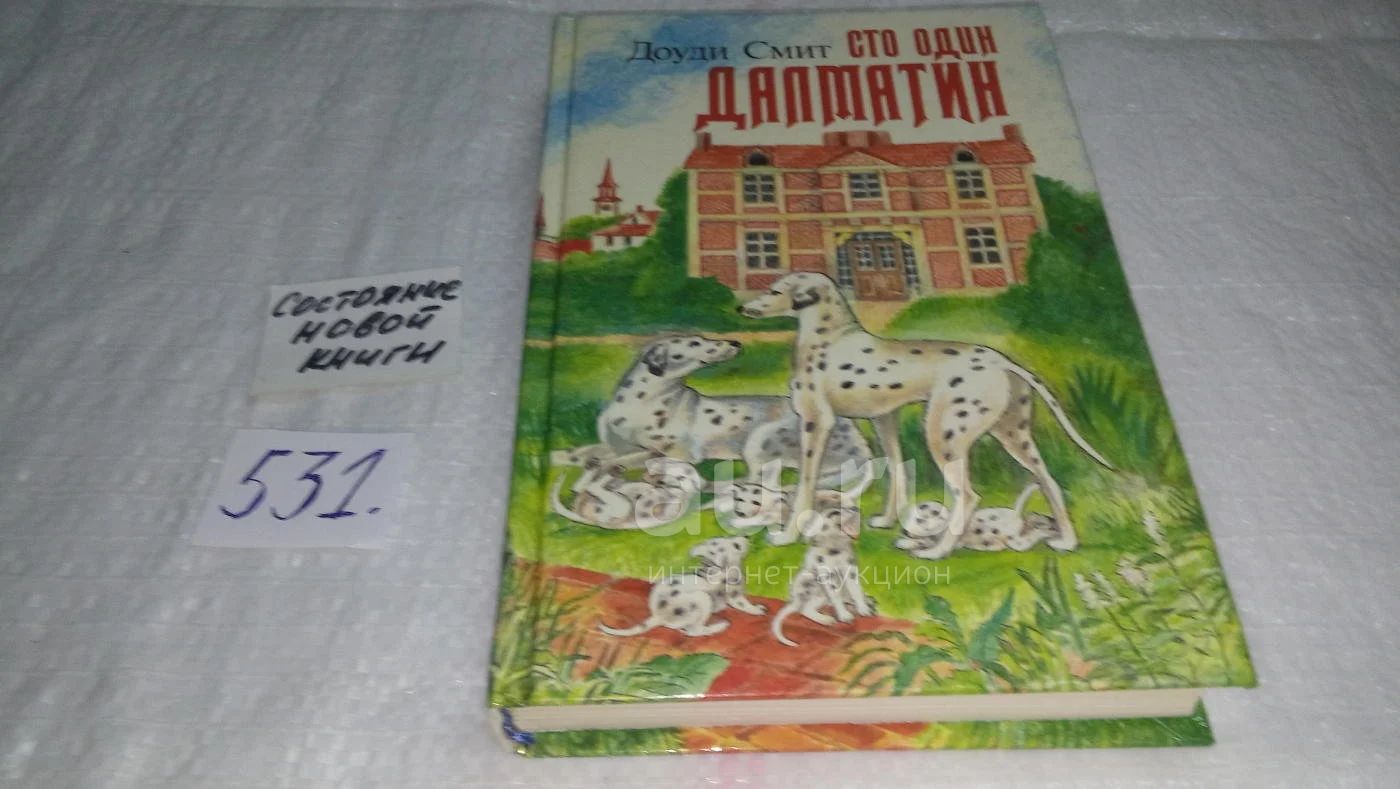 Доуди Смит СТО ОДИН
ДАЛМАТИН
Состояние
новой
книги
531.
au.ru
интернет аукцион